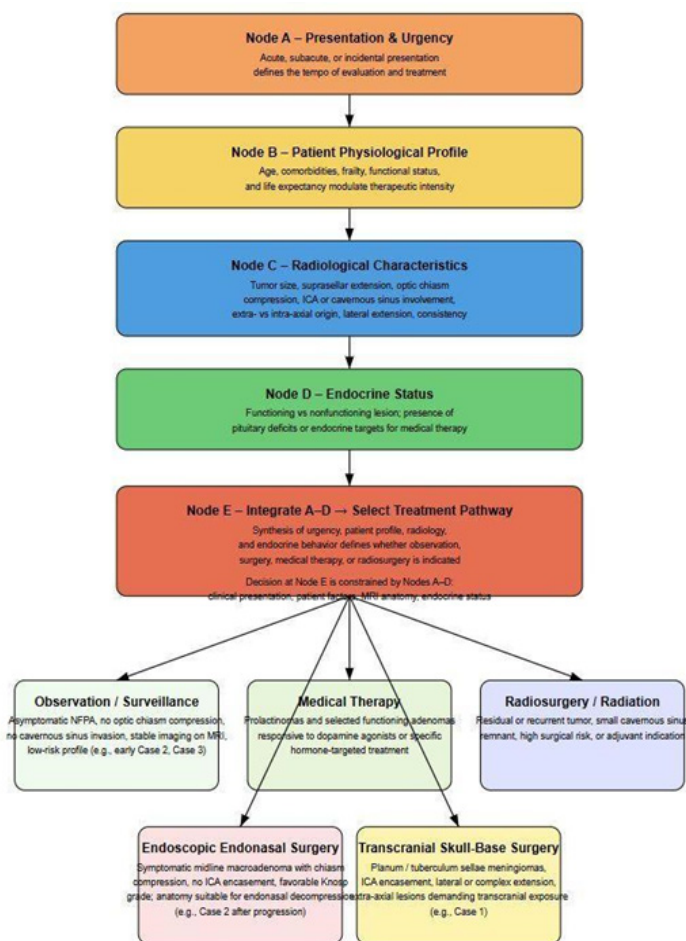 Node A – Presentation & Urgency
Acute, subacute, or incidental presentation
defines the tempo of evaluation and treatment
Node B – Patient Physiological Profile
Age, comorbidities, frailty, functional status,
and life expectancy modulate therapeutic intensity
Node C – Radiological Characteristics
Tumor size, suprasellar extension, optic chiasm
compression, ICA or cavernous sinus involvement,
extra- vs intra-axial origin, lateral extension, consistency
Node D – Endocrine Status
Functioning vs nonfunctioning lesion; presence of
pituitary deficits or endocrine targets for medical therapy
Node E – Integrate A–D → Select Treatment Pathway
Synthesis of urgency, patient profile, radiology,
and endocrine behavior defines whether observation,
surgery, medical therapy, or radiosurgery is indicated
Decision at Node E is constrained by Nodes A–D:
clinical presentation, patient factors, MRI anatomy, endocrine status
Observation / Surveillance
Asymptomatic NFPA, no optic chiasm compression,
no cavernous sinus invasion, stable imaging on MRI,
low-risk profile (e.g., early Case 2, Case 3)
Medical Therapy
Prolactinomas and selected functioning adenomas
responsive to dopamine agonists or specific
hormone-targeted treatment
Radiosurgery / Radiation
Residual or recurrent tumor, small cavernous sinus
remnant, high surgical risk, or adjuvant indication
Endoscopic Endonasal Surgery
Symptomatic midline macroadenoma with chiasm
compression, no ICA encasement, favorable Knosp
grade; anatomy suitable for endonasal decompression
(e.g., Case 2 after progression)
Transcranial Skull-Base Surgery
Planum / tuberculum sellae meningiomas,
ICA encasement, lateral or complex extension,
extra-axial lesions demanding transcranial exposure
(e.g., Case 1)